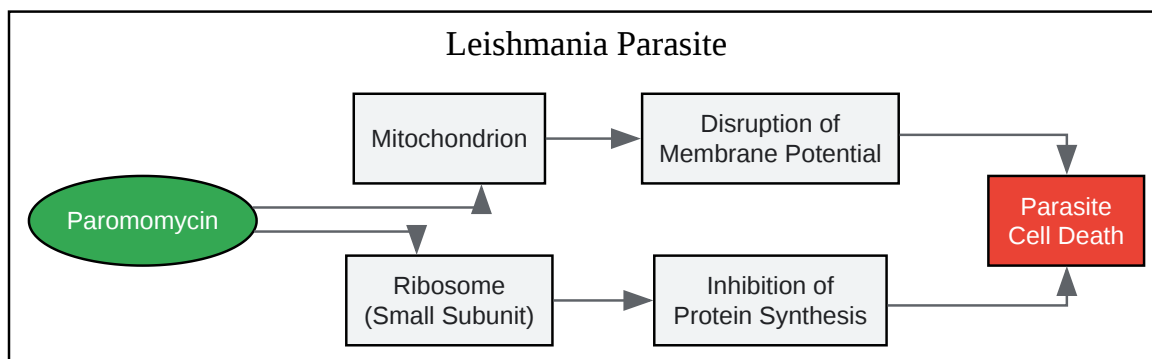 Leishmania Parasite
Mitochondrion
Disruption of
Membrane Potential
Paromomycin
Parasite
Cell Death
Ribosome
(Small Subunit)
Inhibition of
Protein Synthesis